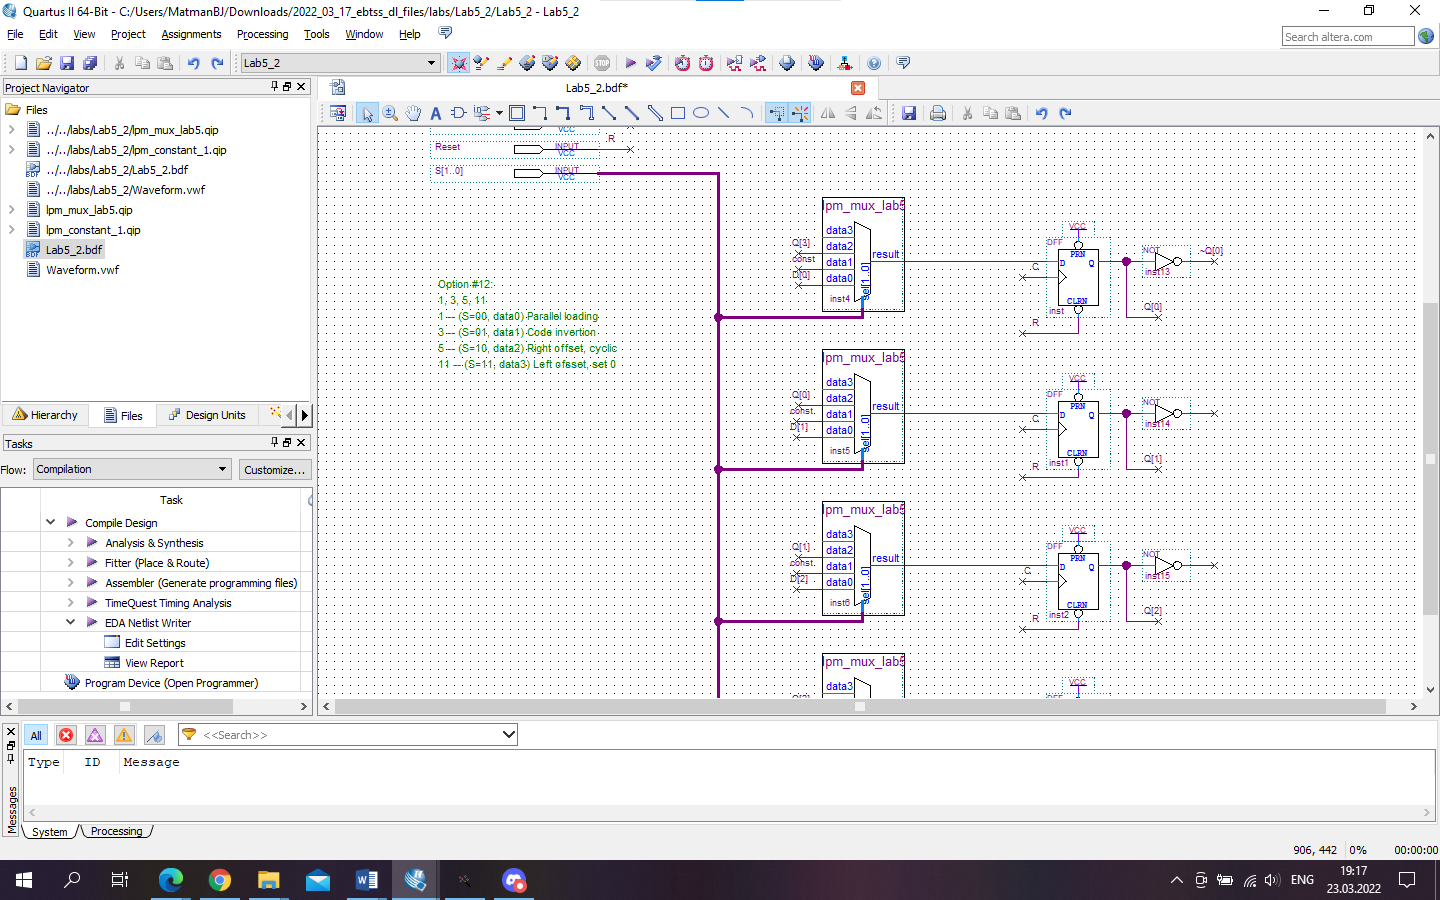 Quartus II 64-Bit - C:/Users/MatmanBJ/Downloads/2022_03_17_ebtss_dl_files/labs/Lab5_2/Lab5_2 - Lab5_2
File Edit View Project Assignments Processing Tools Window Help
Search altera.com
Lab5_2
Project Navigator
Files
../../labs/Lab5_2/lpm_mux_lab5.qip
../../labs/Lab5_2/lpm_constant_1.qip
../../labs/Lab5_2/Lab5_2.bdf
../../labs/Lab5_2/Waveform.vwf
lpm_mux_lab5.qip
lpm_constant_1.qip
Lab5_2.bdf
Waveform.vwf
Hierarchy Files Design Units
Tasks
Flow: Compilation Customize...
Task
Compile Design
Analysis & Synthesis
Fitter (Place & Route)
Assembler (Generate programming files)
TimeQuest Timing Analysis
EDA Netlist Writer
Edit Settings
View Report
Program Device (Open Programmer)
Lab5_2.bdf*
VCC
Reset INPUT VCC R
S[1..0] INPUT VCC
Option #12:
1, 3, 5, 11
1 -- (S=00, data0) Parallel loading
3 -- (S=01, data1) Code invertion
5 -- (S=10, data2) Right offset, cyclic
11 -- (S=11, data3) Left ofsset, set 0
lpm_mux_lab5
data3
Q[3] data2
const data1 result
D[0] data0
sel[1..0]
inst4
VCC
DFF PRN
C D Q
CLRN
R inst
NOT
inst13
~Q[0]
Q[0]
lpm_mux_lab5
data3
Q[0] data2
const. data1 result
D[1] data0
sel[1..0]
inst5
VCC
DFF PRN
C D Q
CLRN
R inst1
NOT
inst14
Q[1]
lpm_mux_lab5
data3
Q[1] data2
const. data1 result
D[2] data0
sel[1..0]
inst6
VCC
DFF PRN
C D Q
CLRN
R inst2
NOT
inst15
Q[2]
lpm_mux_lab5
data3
VCC
All <<Search>>
Type ID Message
Messages
System Processing
906, 442 0% 00:00:00
ENG
19:17
23.03.2022